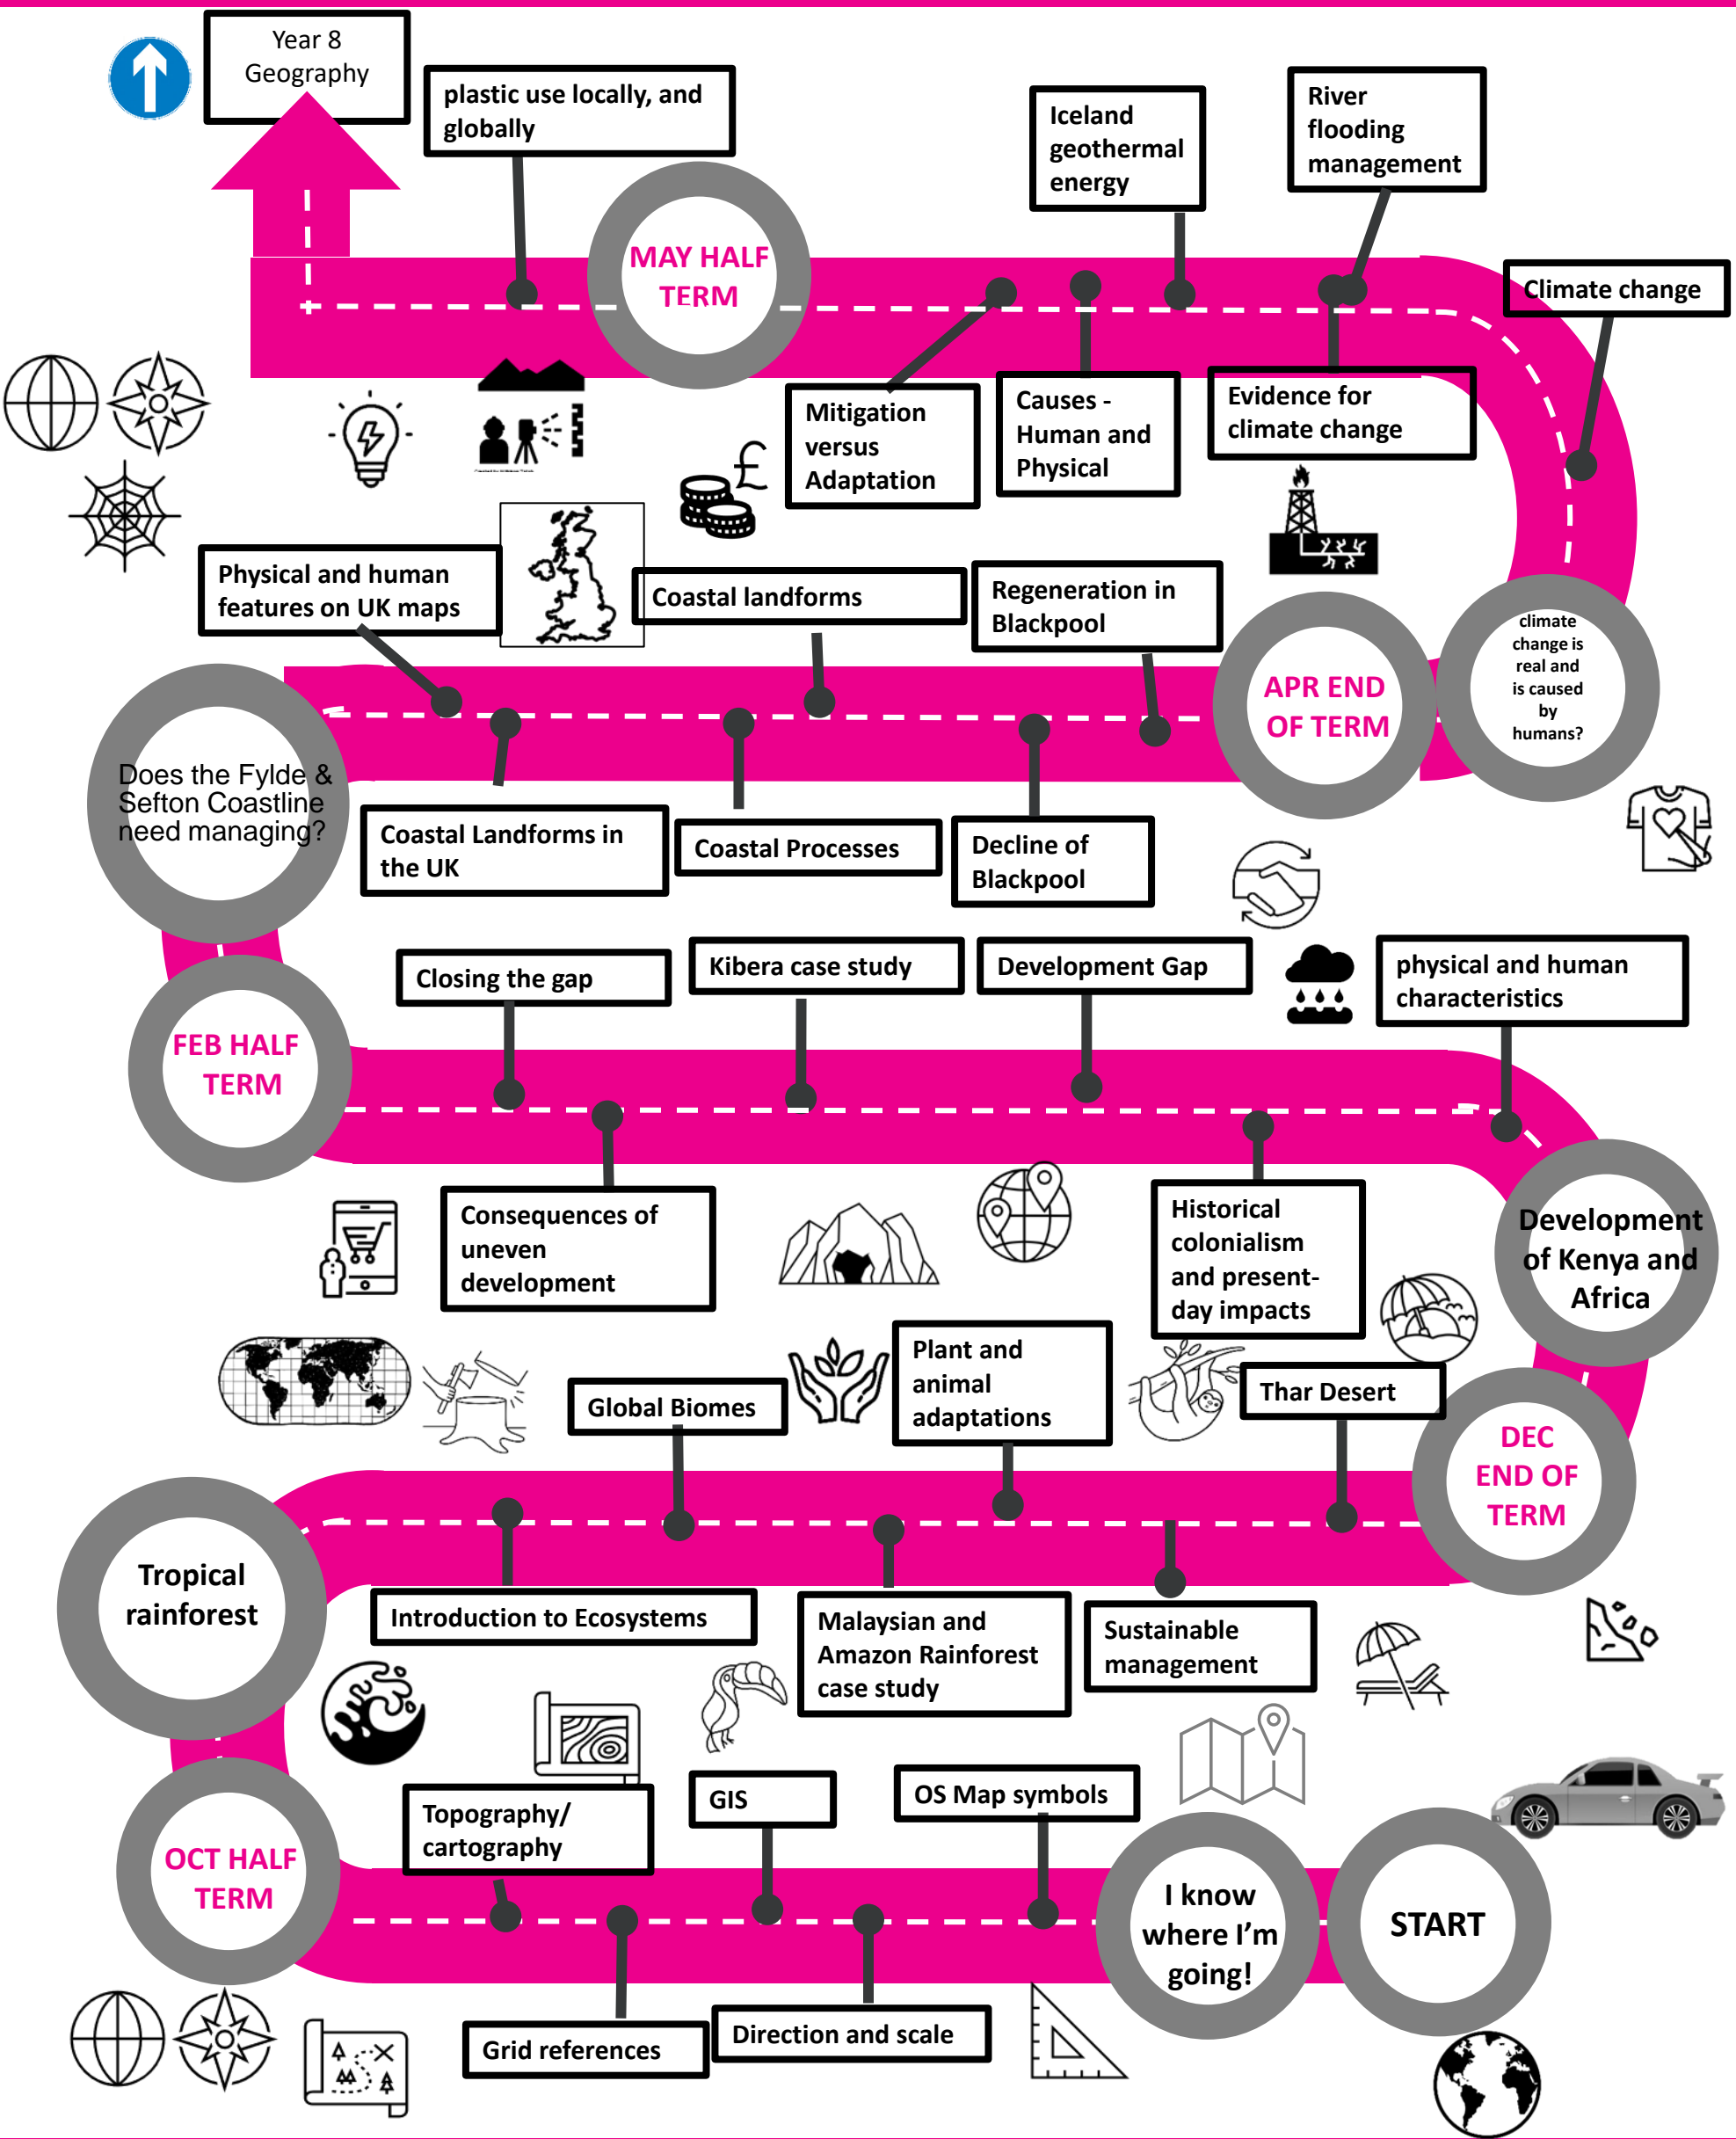 Year 8
Geography
plastic use locally, and
globally
Iceland
geothermal
energy
River
flooding
management
MAY HALF
TERM
Climate change
Mitigation
versus
Adaptation
Causes -
Human and
Physical
Evidence for
climate change
Physical and human
features on UK maps
Coastal landforms
Regeneration in
Blackpool
APR END
OF TERM
climate
change is
real and
is caused
by
humans?
Does the Fylde &
Sefton Coastline
need managing?
Coastal Landforms in
the UK
Coastal Processes
Decline of
Blackpool
Closing the gap
Kibera case study
Development Gap
physical and human
characteristics
FEB HALF
TERM
Consequences of
uneven
development
Historical
colonialism
and present-
day impacts
Development
of Kenya and
Africa
Global Biomes
Plant and
animal
adaptations
Thar Desert
DEC
END OF
TERM
Tropical
rainforest
Introduction to Ecosystems
Malaysian and
Amazon Rainforest
case study
Sustainable
management
Topography/
cartography
GIS
OS Map symbols
OCT HALF
TERM
I know
where I'm
going!
START
Grid references
Direction and scale